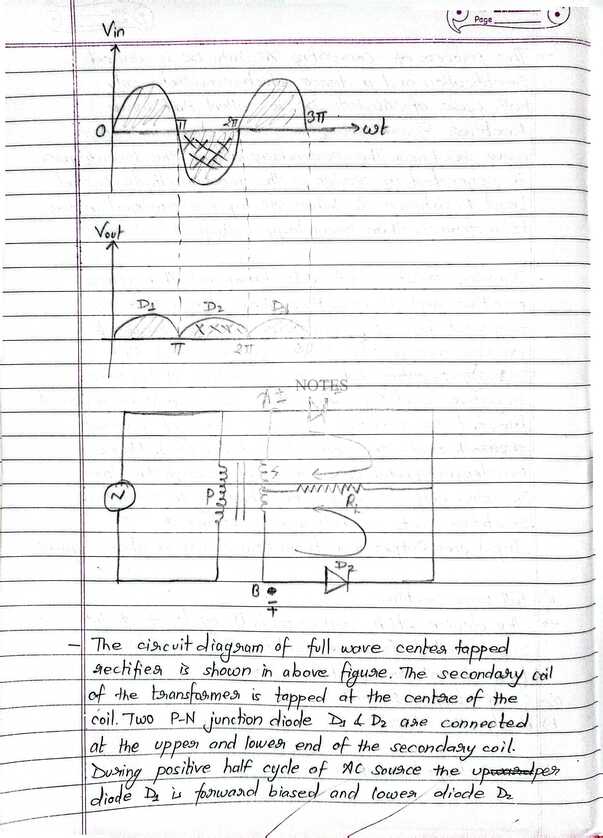 Page
Vin
0 π 2π 3π → ωt
Vout
D1 D2 D1
π 2π 3π
NOTES
A ±
P S
RL
D2
B
∓
- The circuit diagram of full wave center tapped
rectifier is shown in above figure. The secondary coil
of the transformer is tapped at the centre of the
coil. Two P-N junction diode D1 & D2 are connected
at the upper and lower end of the secondary coil.
During positive half cycle of AC source the upper
diode D1 is forward biased and lower diode D2